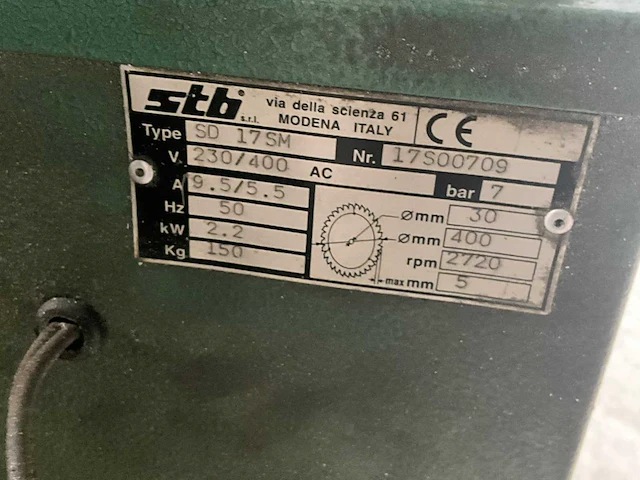 stb s.r.l. via della scienza 61
MODENA ITALY
CE
Type SD 17SM Nr. 17S00709
V. 230/400 AC bar 7
A 9.5/5.5
Hz 50
kW 2.2
Kg 150
Ømm 30
Ømm 400
rpm 2720
max mm 5